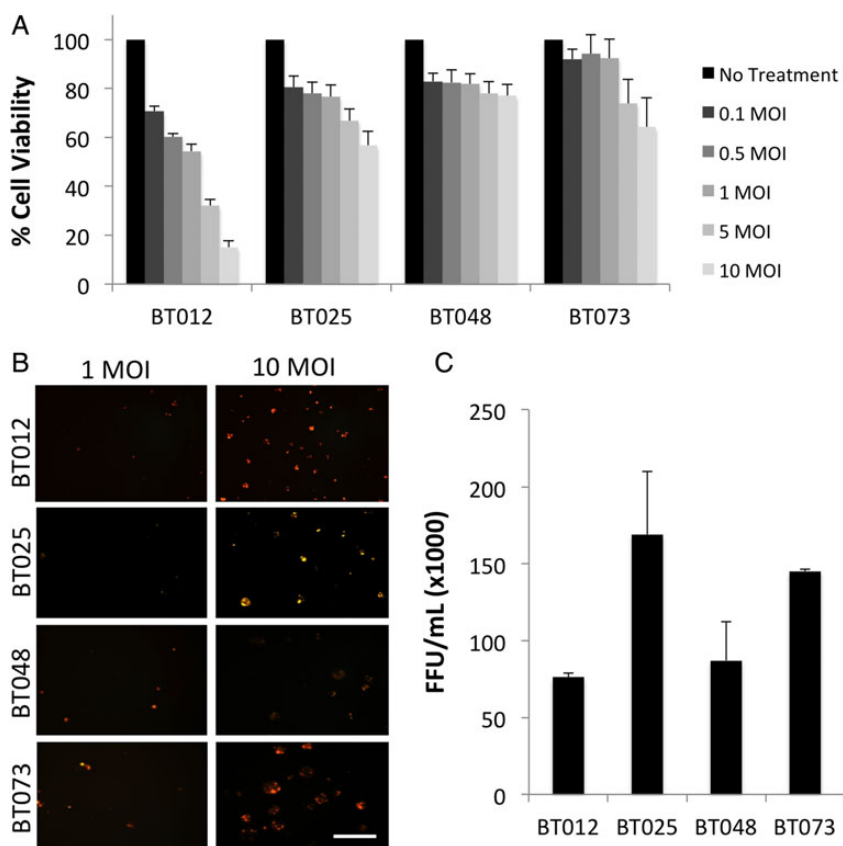 A
% Cell Viability
100
80
60
40
20
0
BT012 BT025 BT048 BT073
No Treatment
0.1 MOI
0.5 MOI
1 MOI
5 MOI
10 MOI
B
1 MOI 10 MOI
BT012
BT025
BT048
BT073
C
FFU/mL (x1000)
250
200
150
100
50
0
BT012 BT025 BT048 BT073